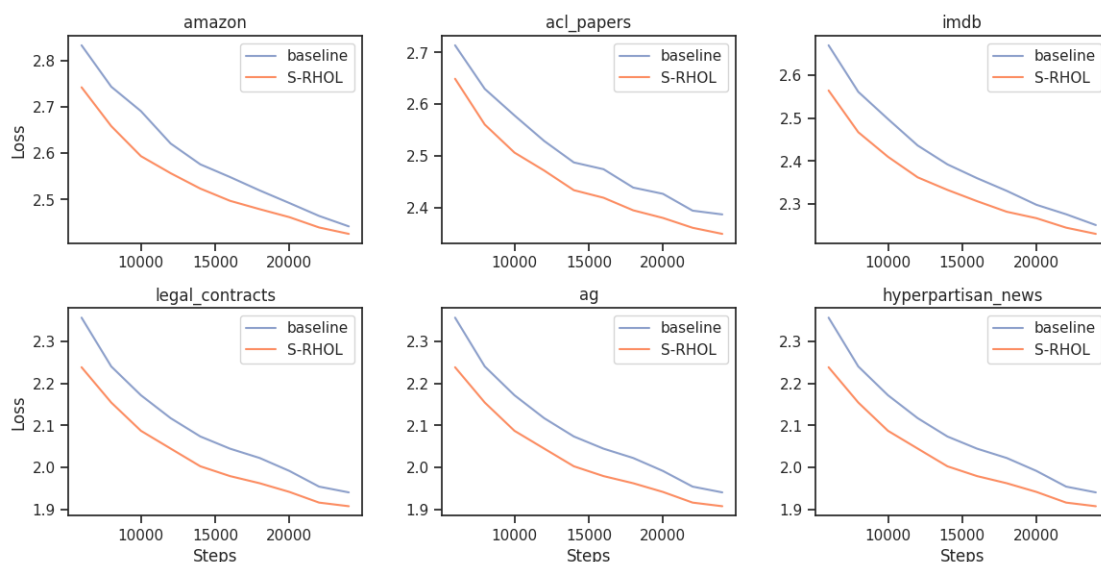 amazon
2.8
2.7
2.6
2.5
Loss
10000 15000 20000
baseline
S-RHOL
acl_papers
2.7
2.6
2.5
2.4
10000 15000 20000
baseline
S-RHOL
imdb
2.6
2.5
2.4
2.3
10000 15000 20000
baseline
S-RHOL
legal_contracts
2.3
2.2
2.1
2.0
1.9
Loss
10000 15000 20000
Steps
baseline
S-RHOL
ag
2.3
2.2
2.1
2.0
1.9
10000 15000 20000
Steps
baseline
S-RHOL
hyperpartisan_news
2.3
2.2
2.1
2.0
1.9
10000 15000 20000
Steps
baseline
S-RHOL